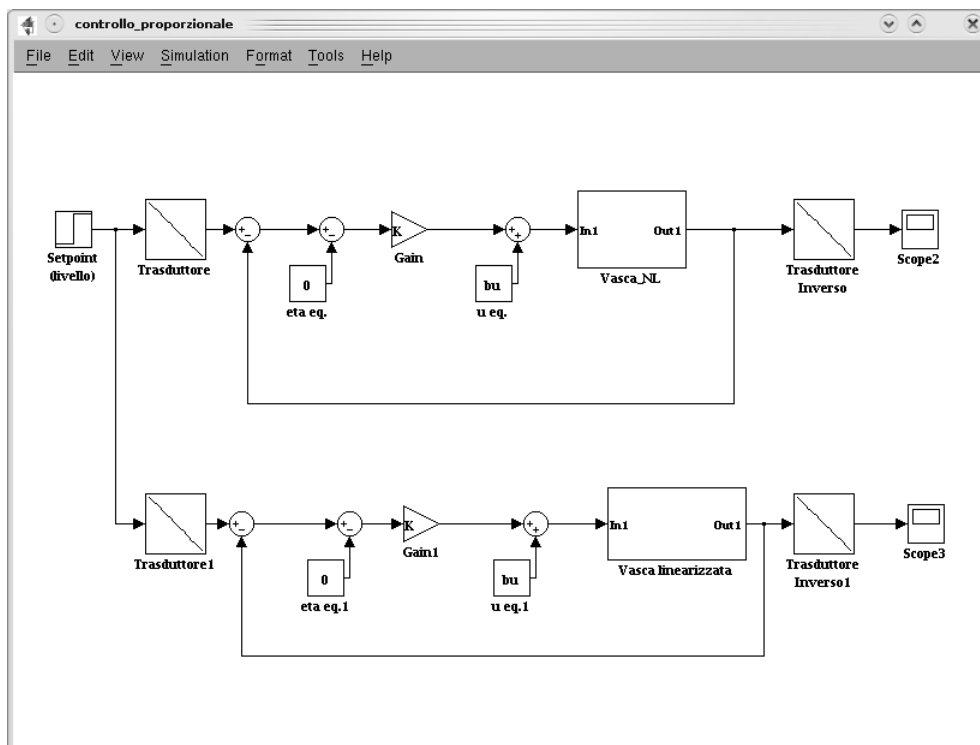 controllo_proporzionale
File Edit View Simulation Format Tools Help
Setpoint
(livello)
Trasduttore
+
−
+
−
0
eta eq.
K
Gain
+
+
bu
u eq.
In1
Out1
Vasca_NL
Trasduttore
Inverso
Scope2
Trasduttore1
+
−
+
−
0
eta eq.1
K
Gain1
+
+
bu
u eq.1
In1
Out1
Vasca linearizzata
Trasduttore
Inverso1
Scope3